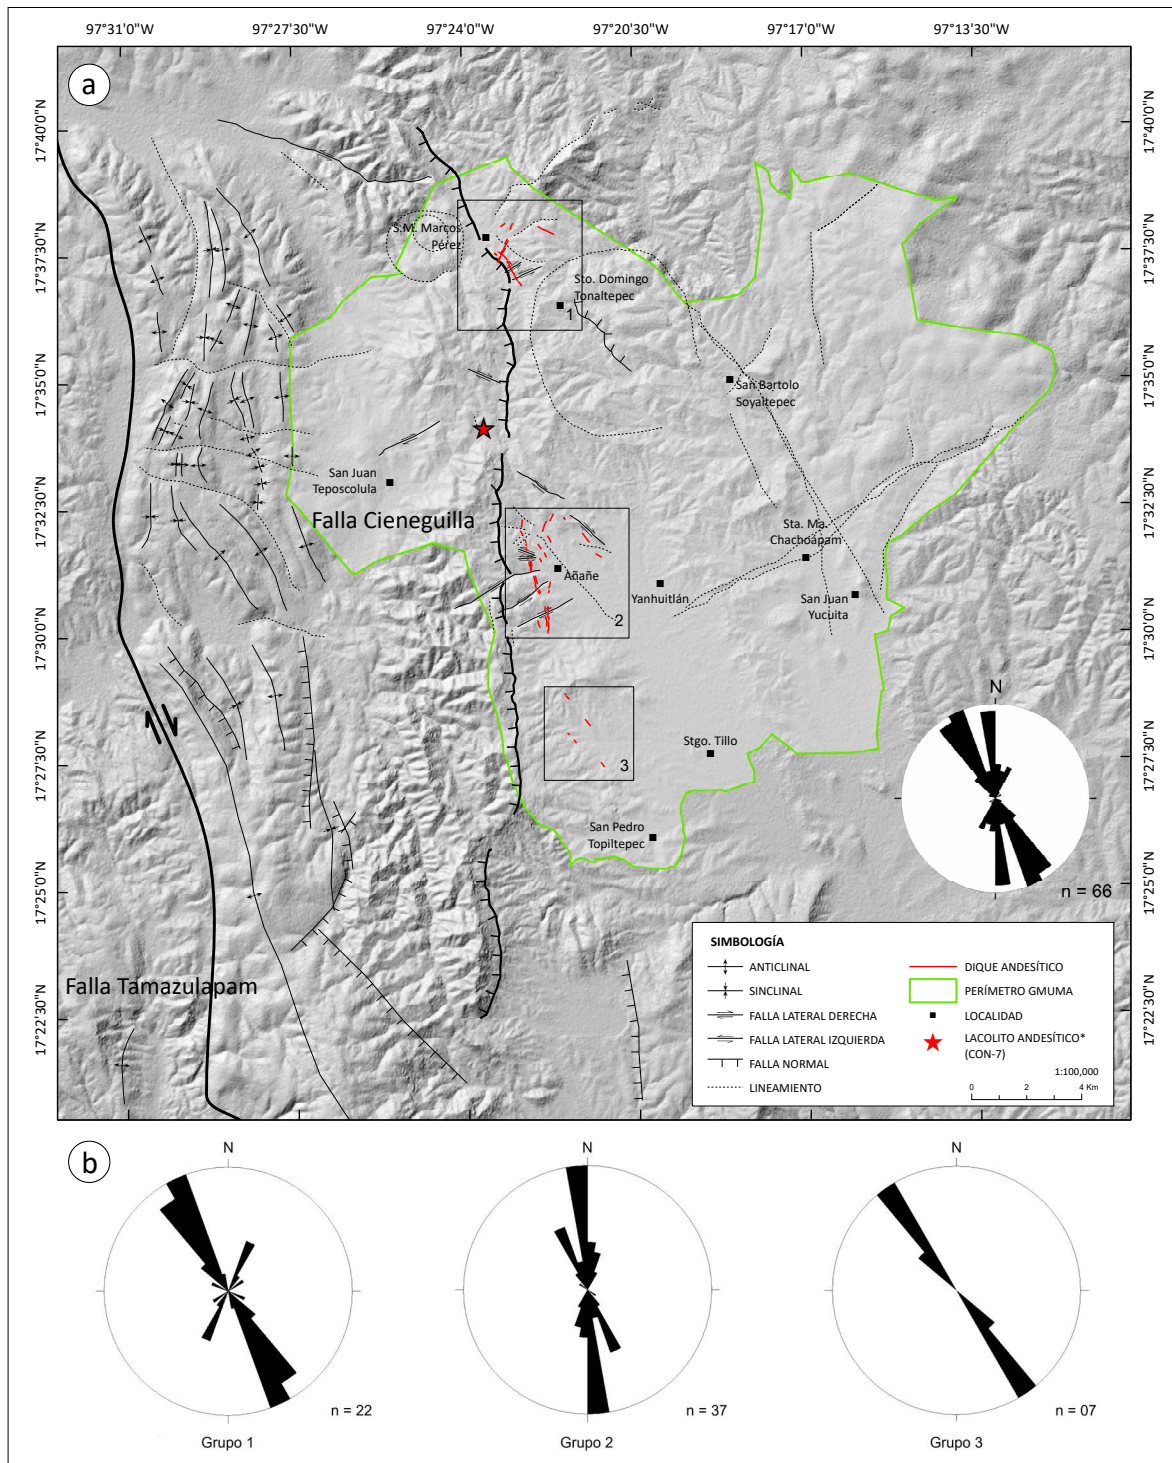 97°31'0"W
97°27'30"W
97°24'0"W
97°20'30"W
97°17'0"W
97°13'30"W
a
17°40'0"N
17°40'0"N
S.M. Marcos
Pérez
17°37'30"N
17°37'30"N
Sto. Domingo
Tonaltepec
1
17°35'0"N
17°35'0"N
San Bartolo
Soyaltepec
San Juan
Teposcolula
17°32'30"N
17°32'30"N
Falla Cieneguilla
Sta. Ma.
Chachoapam
Añañe
Yanhuitlán
San Juan
Yucuita
2
17°30'0"N
17°30'0"N
N
Stgo. Tillo
17°27'30"N
17°27'30"N
3
San Pedro
Topiltepec
17°25'0"N
17°25'0"N
n = 66
Falla Tamazulapam
17°22'30"N
17°22'30"N
SIMBOLOGÍA
ANTICLINAL
SINCLINAL
FALLA LATERAL DERECHA
FALLA LATERAL IZQUIERDA
FALLA NORMAL
LINEAMIENTO
DIQUE ANDESÍTICO
PERÍMETRO GMUMA
LOCALIDAD
LACOLITO ANDESÍTICO*
(CON-7)
1:100,000
0 2 4 Km
b
N
N
N
n = 22
n = 37
n = 07
Grupo 1
Grupo 2
Grupo 3